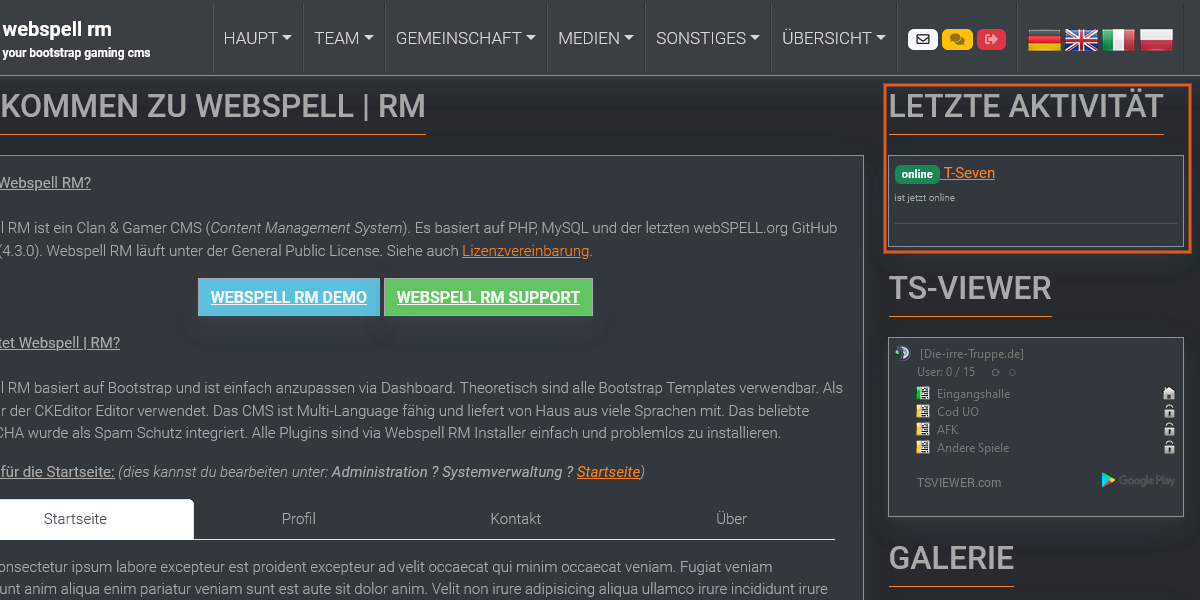 webspell rm
your bootstrap gaming cms
HAUPT
TEAM
GEMEINSCHAFT
MEDIEN
SONSTIGES
ÜBERSICHT
KOMMEN ZU WEBSPELL | RM
Webspell RM?
l RM ist ein Clan & Gamer CMS (Content Management System). Es basiert auf PHP, MySQL und der letzten webSPELL.org GitHub
(4.3.0). Webspell RM läuft unter der General Public License. Siehe auch Lizenzvereinbarung.
WEBSPELL RM DEMO
WEBSPELL RM SUPPORT
tet Webspell | RM?
l RM basiert auf Bootstrap und ist einfach anzupassen via Dashboard. Theoretisch sind alle Bootstrap Templates verwendbar. Als
r der CKEditor Editor verwendet. Das CMS ist Multi-Language fähig und liefert von Haus aus viele Sprachen mit. Das beliebte
CHA wurde als Spam Schutz integriert. Alle Plugins sind via Webspell RM Installer einfach und problemlos zu installieren.
für die Startseite: (dies kannst du bearbeiten unter: Administration ? Systemverwaltung ? Startseite)
Startseite
Profil
Kontakt
Über
onsectetur ipsum labore excepteur est proident excepteur ad velit occaecat qui minim occaecat veniam. Fugiat veniam
unt anim aliqua enim pariatur veniam sunt est aute sit dolor anim. Velit non irure adipisicing aliqua ullamco irure incididunt irure
LETZTE AKTIVITÄT
online T-Seven
ist jetzt online
TS-VIEWER
[Die-irre-Truppe.de]
User: 0 / 15
Eingangshalle
Cod UO
AFK
Andere Spiele
TSVIEWER.com
Google Play
GALERIE